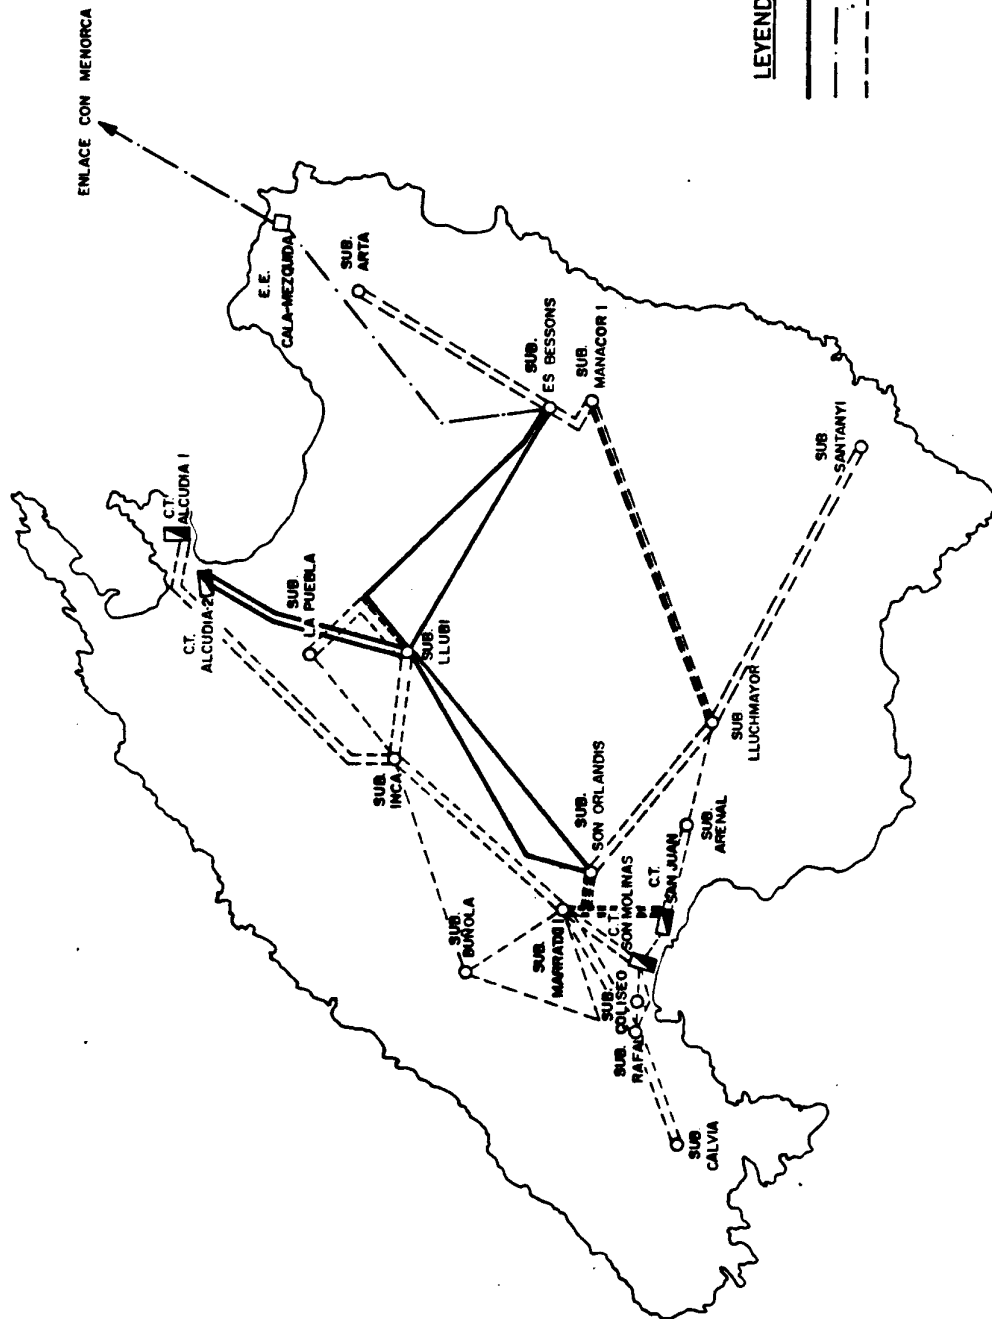 ENLACE CON MENORCA
E.E.
CALA-MEZQUIDA
SUB.
ARTA
C.T.
ALCUDIA I
C.T.
ALCUDIA-2
SUB.
LA PUEBLA
SUB.
ES BESSONS
SUB.
MANACOR I
SUB.
LLUBI
SUB.
INCA
SUB
SANTANYI
SUB
LLUCHMAYOR
SUB.
SON ORLANDIS
SUB.
ARENAL
SUB.
BUÑOLA
SUB.
MARRATXI
C.T.
SON MOLINAS
C.T.
SAN JUAN
SUB.
COLISEO
SUB.
RAFAL
SUB.
CALVIA
LEYEND